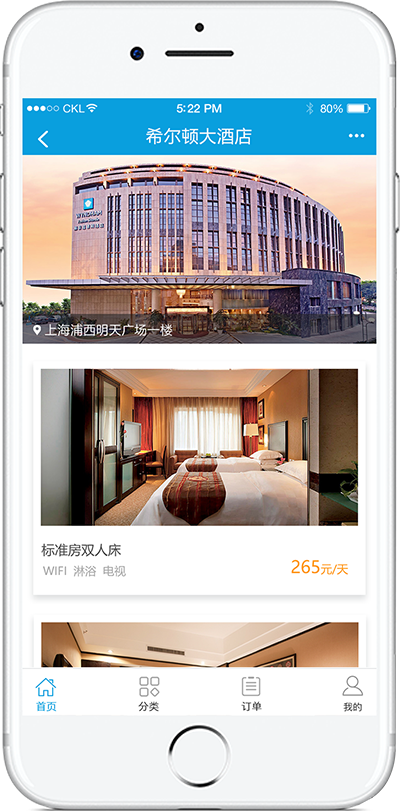 CKL 5:22 PM 80%
希尔顿大酒店
WYNDHAM
上海浦西明天广场一楼
标准房双人床
WIFI 淋浴 电视
265元/天
首页 分类 订单 我的